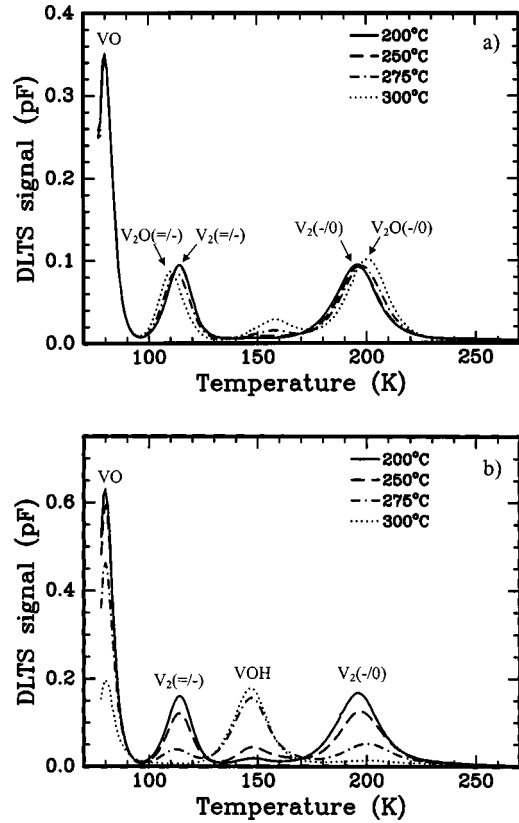 a)
VO
200°C
250°C
275°C
300°C
V₂O(=/-) V₂(=/-)
V₂(-/0) V₂O(-/0)
DLTS signal (pF)
0.4
0.3
0.2
0.1
0.0
100 150 200 250
Temperature (K)
b)
VO
200°C
250°C
275°C
300°C
V₂(=/-) VOH V₂(-/0)
DLTS signal (pF)
0.6
0.4
0.2
0.0
100 150 200 250
Temperature (K)